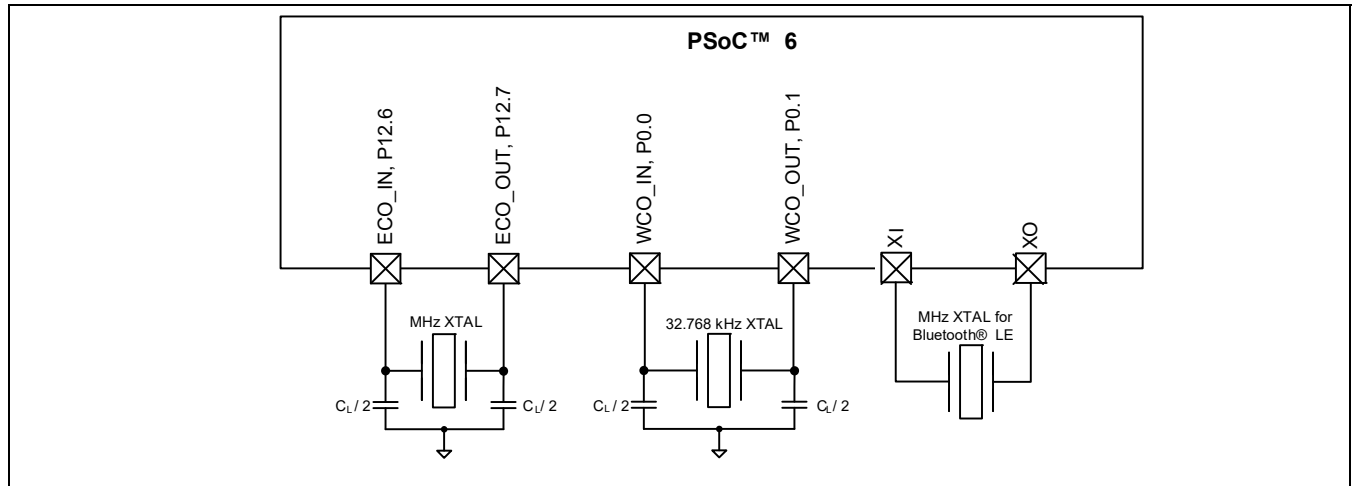 PSoC™ 6
ECO_IN, P12.6
ECO_OUT, P12.7
WCO_IN, P0.0
WCO_OUT, P0.1
XI
XO
MHz XTAL
32.768 kHz XTAL
MHz XTAL for
Bluetooth® LE
CL/ 2
CL/ 2
CL/ 2
CL/ 2